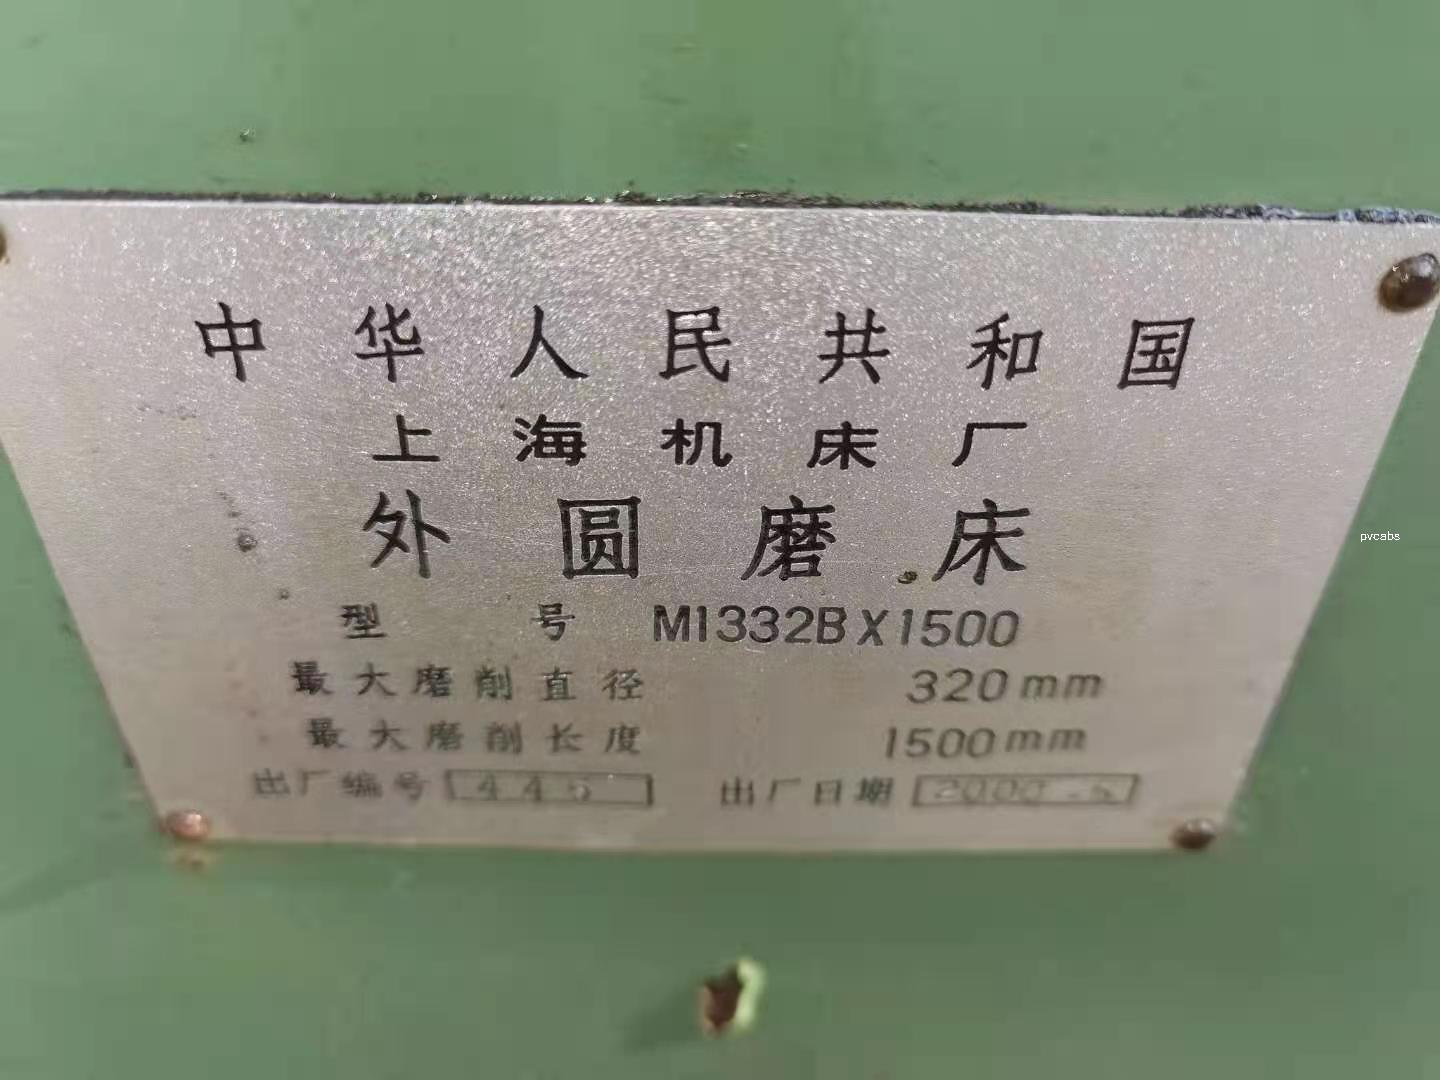 中华人民共和国
上海机床厂
外圆磨床
型号 M1332BX1500
最大磨削直径 320mm
最大磨削长度 1500mm
出厂编号 445 出厂日期 2000.5
pvcabs